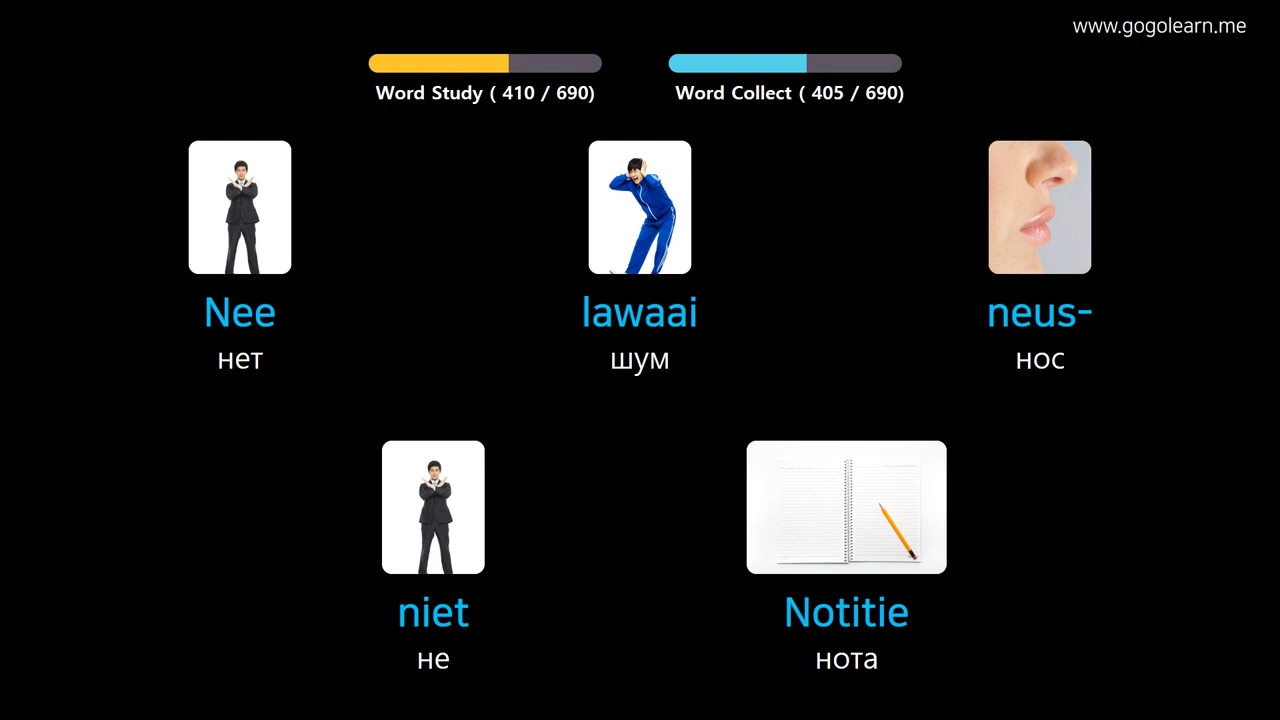 www.gogolearn.me
Word Study ( 410 / 690)
Word Collect ( 405 / 690)
Nee
нет
lawaai
шум
neus-
нос
niet
не
Notitie
нота